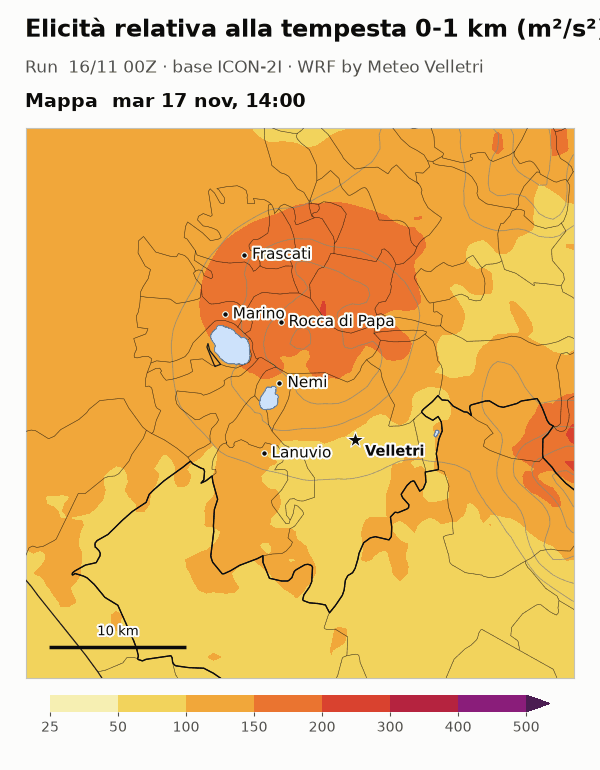 Elicità relativa alla tempesta 0-1 km (m²/s²)
Run 16/11 00Z · base ICON-2I · WRF by Meteo Velletri
Mappa mar 17 nov, 14:00
Frascati
Marino
Rocca di Papa
Nemi
Velletri
Lanuvio
10 km
25 50 100 150 200 300 400 500